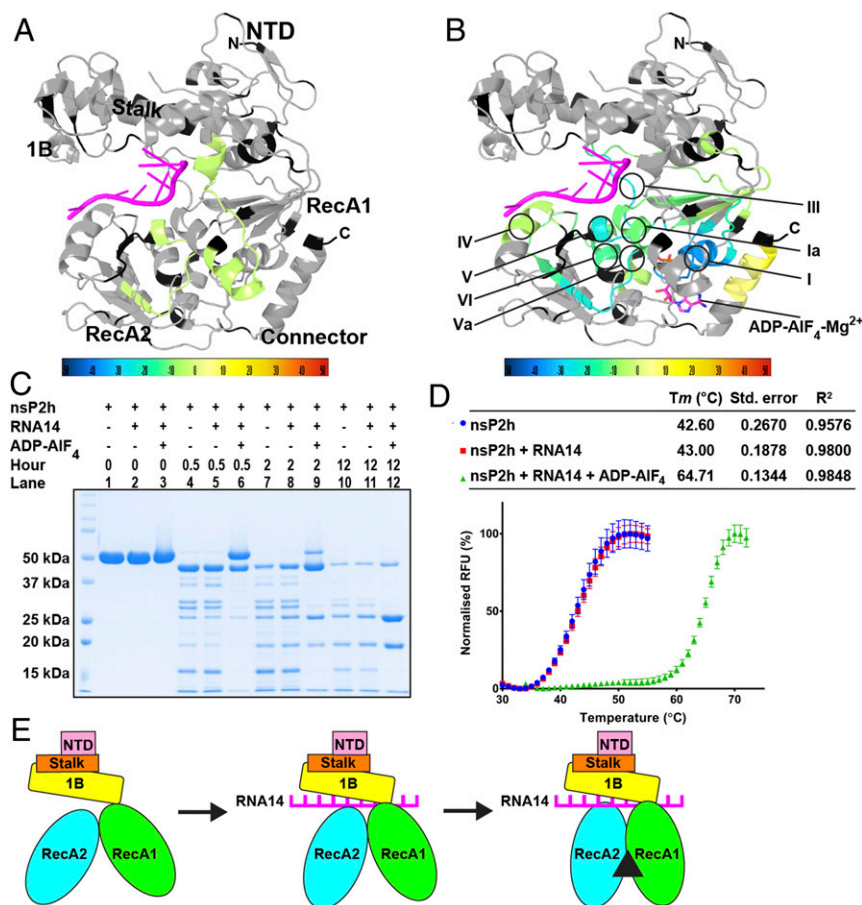 A
NTD
N
Stalk
1B
RecA1
C
RecA2
Connector
B
N
III
C
IV
Ia
V
I
VI
Va
ADP-AlF4-Mg2+
C
nsP2h + + + + + + + + + + + +
RNA14 - + + - + + - + + - + +
ADP-AlF4 - - + - - + - - + - - +
Hour 0 0 0 0.5 0.5 0.5 2 2 2 12 12 12
Lane 1 2 3 4 5 6 7 8 9 10 11 12
50 kDa
37 kDa
25 kDa
20 kDa
15 kDa
D
Tm (°C) Std. error R²
nsP2h 42.60 0.2670 0.9576
nsP2h + RNA14 43.00 0.1878 0.9800
nsP2h + RNA14 + ADP-AlF4 64.71 0.1344 0.9848
Normalised RFU (%)
100
50
0
30 40 50 60 70
Temperature (°C)
E
NTD
Stalk
1B
RecA2
RecA1
RNA14
NTD
Stalk
1B
RecA2
RecA1
RNA14
NTD
Stalk
1B
RecA2
RecA1